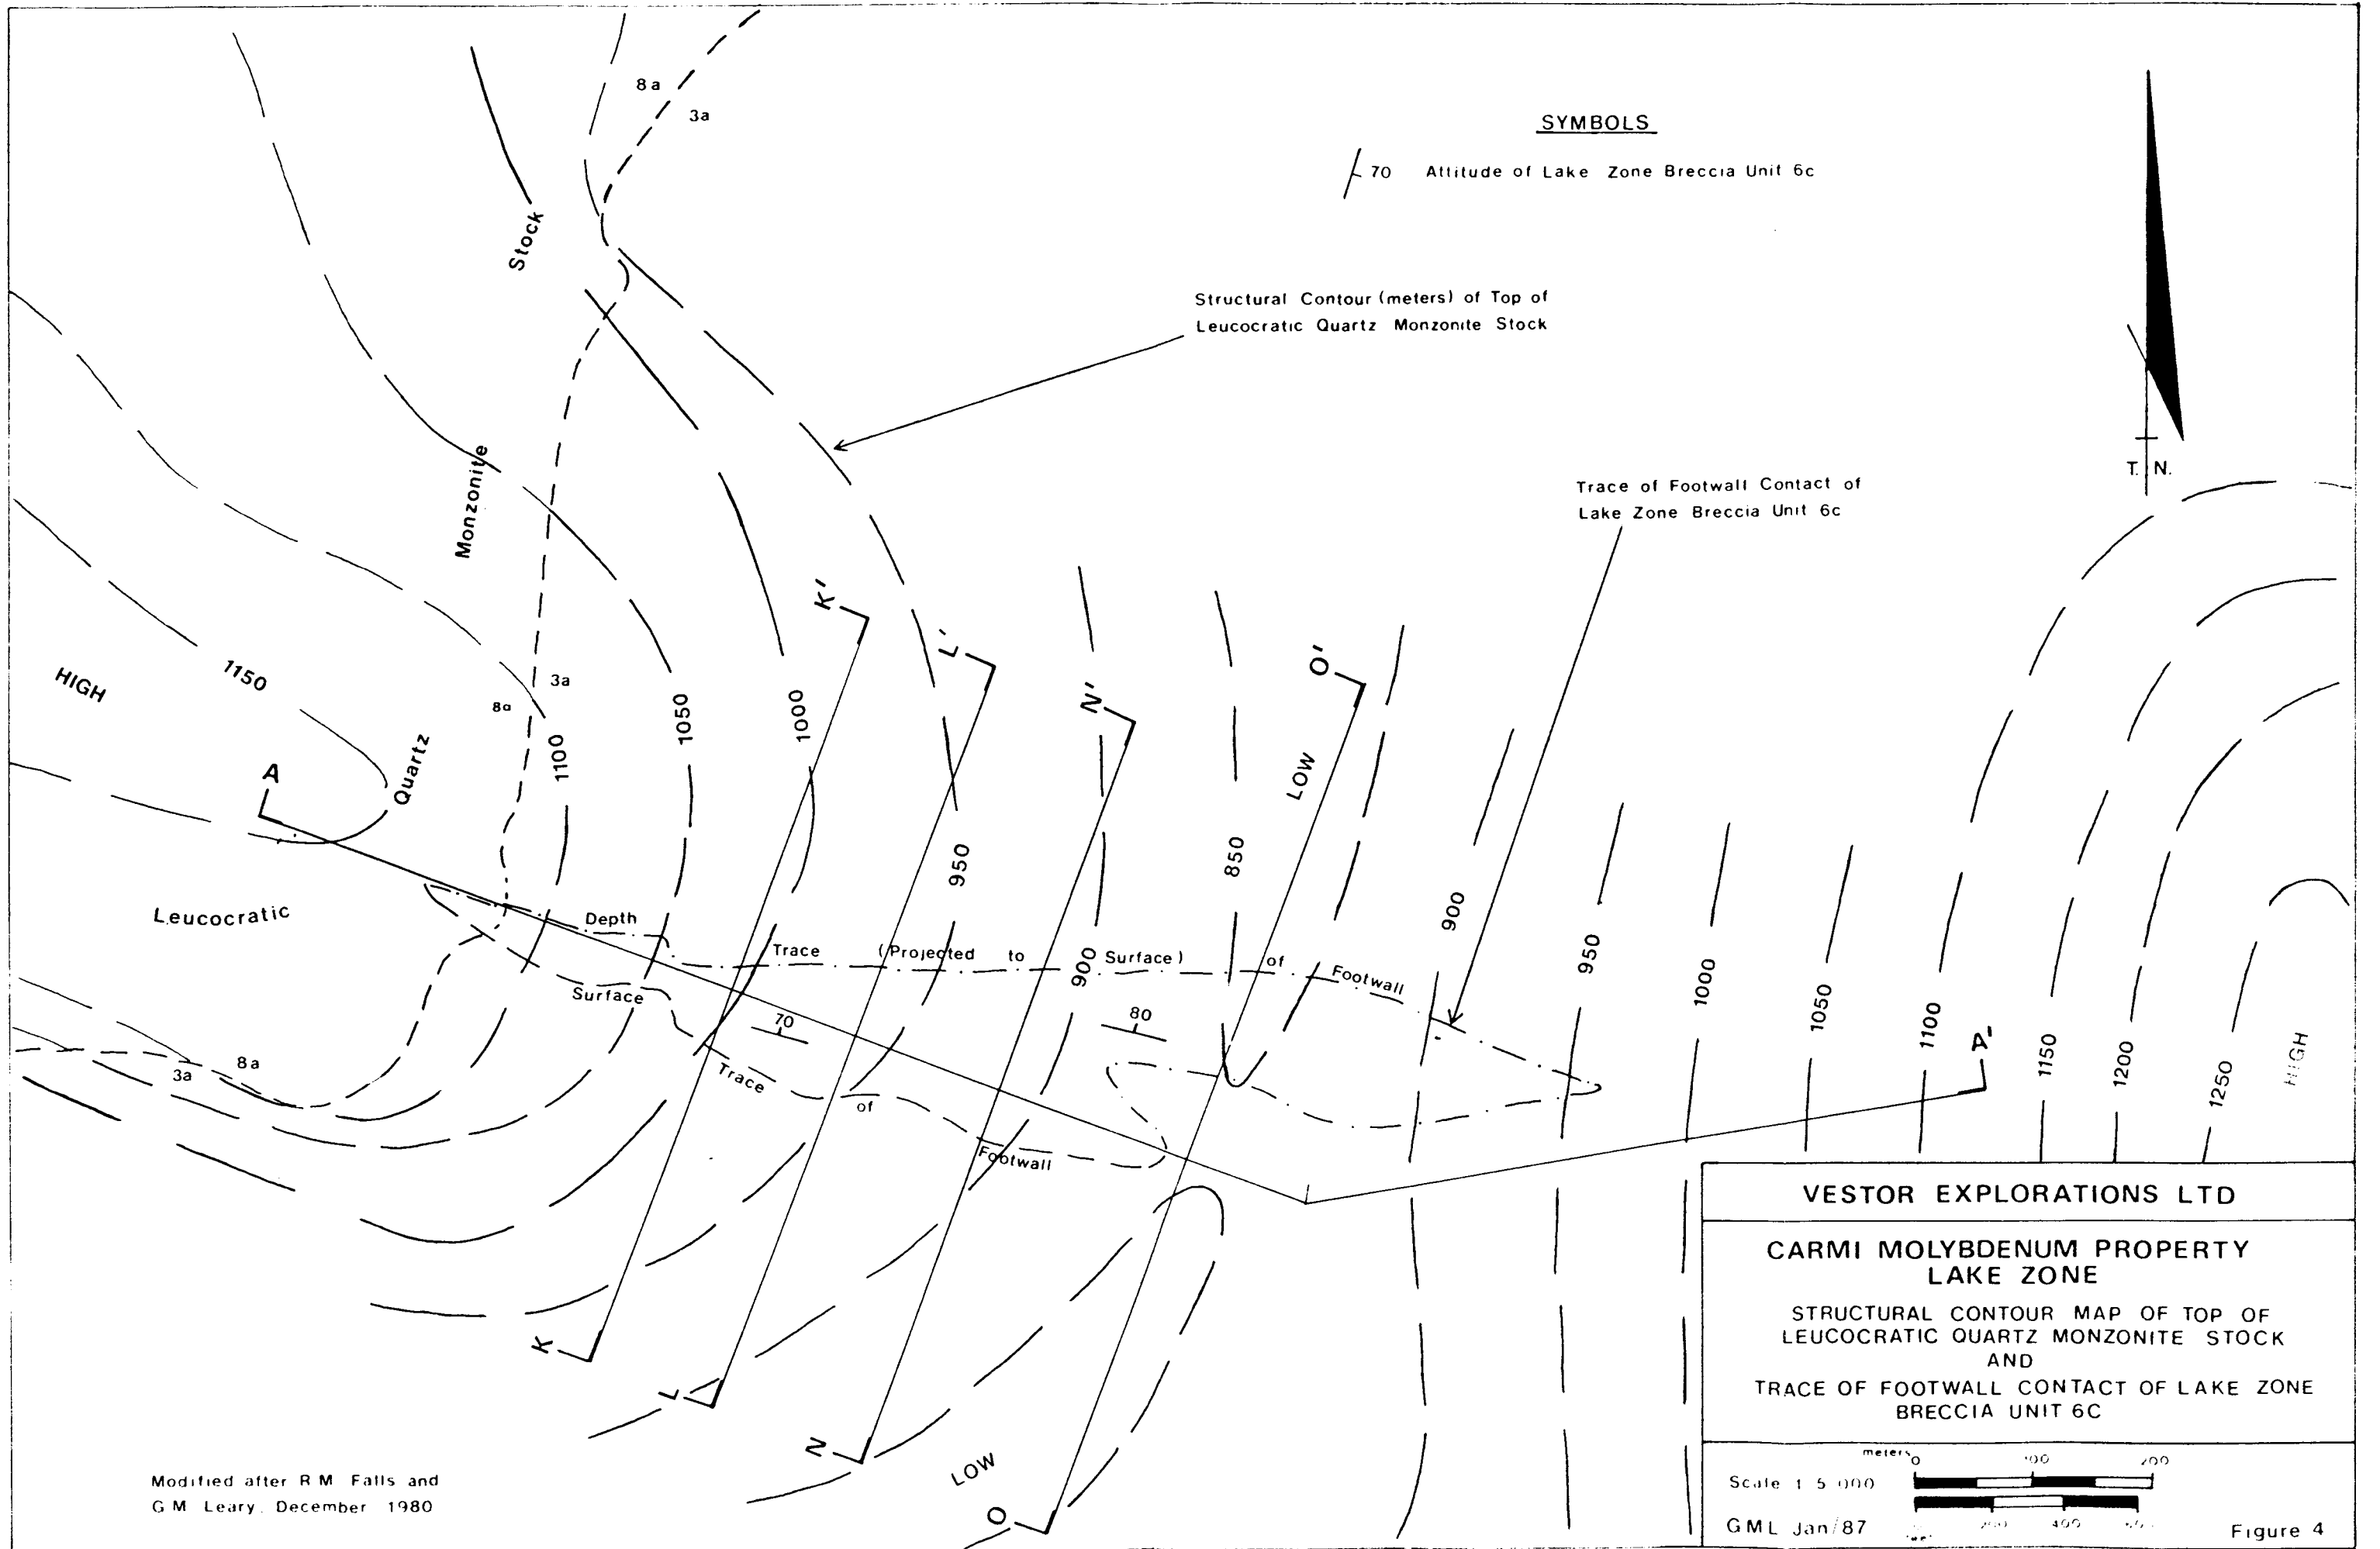 8a
3a
SYMBOLS
70 Attitude of Lake Zone Breccia Unit 6c
Stock
Structural Contour (meters) of Top of
Leucocratic Quartz Monzonite Stock
T. N.
Trace of Footwall Contact of
Lake Zone Breccia Unit 6c
Monzonite
K'
L'
N'
O'
HIGH
1150
3a
8a
Quartz
1100
1050
1000
950
900
850
LOW
900
950
1000
1050
1100
1150
1200
1250
HIGH
A
A'
Leucocratic
Depth Trace (Projected to Surface) of Footwall
Surface Trace of Footwall
70
80
8a
3a
K
L
N
O
LOW
Modified after R M Falls and
G M Leary, December 1980
VESTOR EXPLORATIONS LTD
CARMI MOLYBDENUM PROPERTY
LAKE ZONE
STRUCTURAL CONTOUR MAP OF TOP OF
LEUCOCRATIC QUARTZ MONZONITE STOCK
AND
TRACE OF FOOTWALL CONTACT OF LAKE ZONE
BRECCIA UNIT 6C
meters
0 100 200
Scale 1 5 000
200 400
GML Jan/87
Figure 4